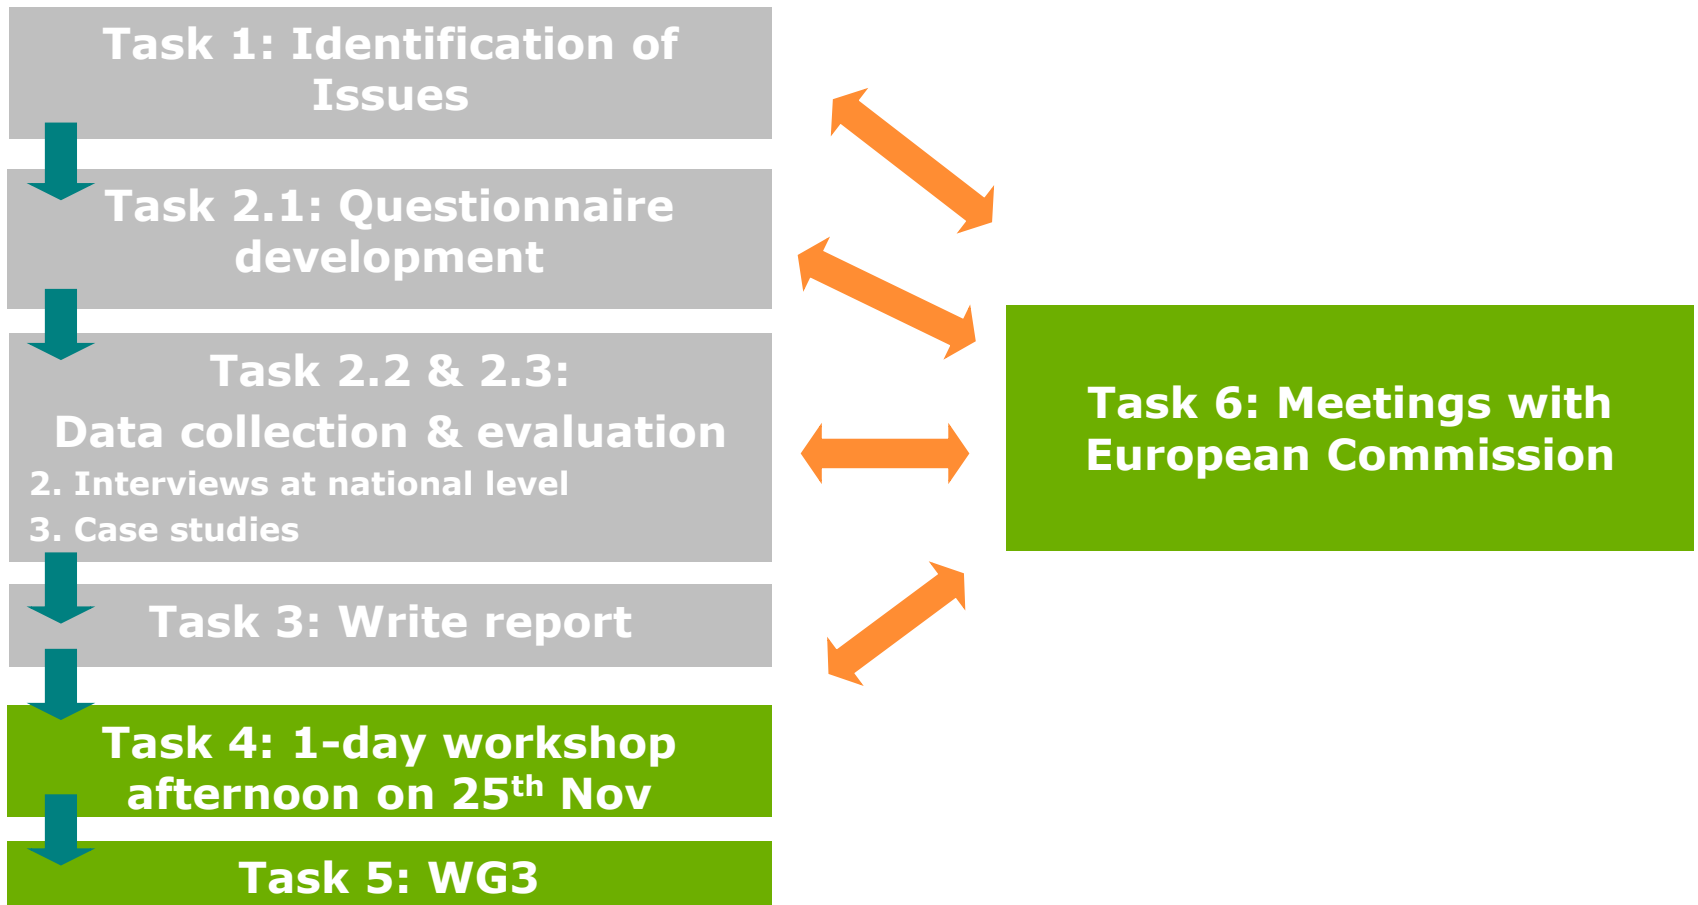 Task 1: Identification of
Issues
Task 2.1: Questionnaire
development
Task 2.2 & 2.3:
Data collection & evaluation
2. Interviews at national level
3. Case studies
Task 3: Write report
Task 4: 1-day workshop
afternoon on 25th Nov
Task 5: WG3
Task 6: Meetings with
European Commission